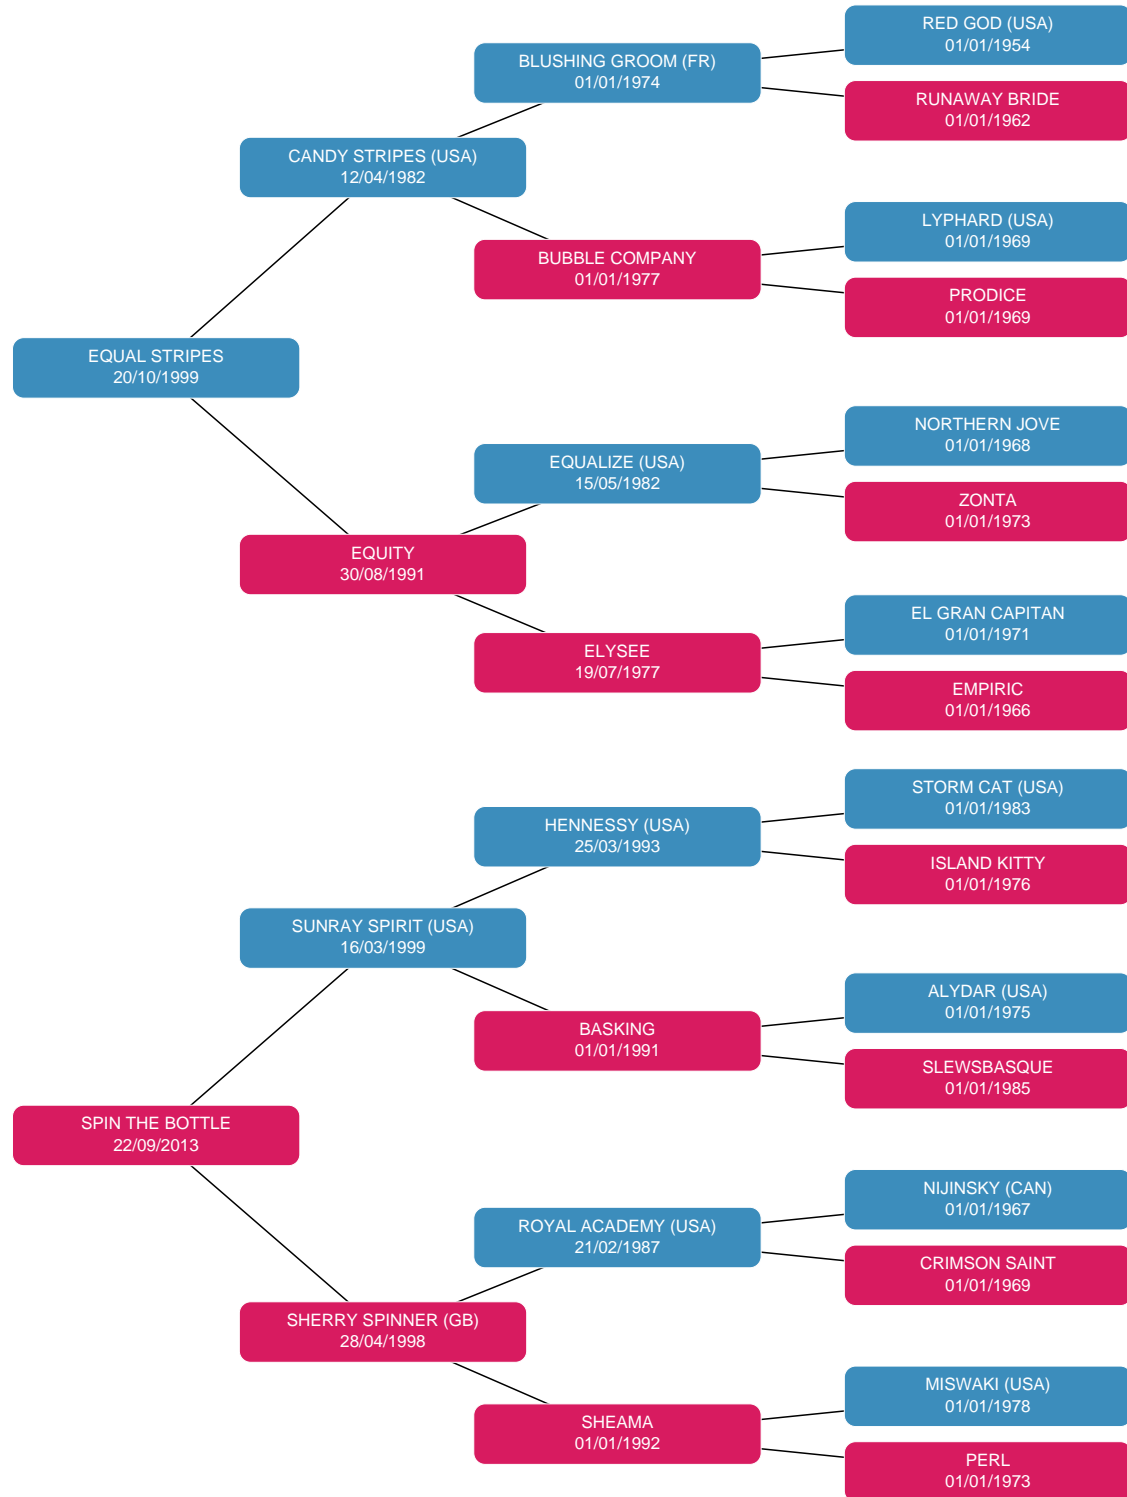 RED GOD (USA)
01/01/1954
BLUSHING GROOM (FR)
01/01/1974
RUNAWAY BRIDE
01/01/1962
CANDY STRIPES (USA)
12/04/1982
LYPHARD (USA)
01/01/1969
BUBBLE COMPANY
01/01/1977
PRODICE
01/01/1969
EQUAL STRIPES
20/10/1999
NORTHERN JOVE
01/01/1968
EQUALIZE (USA)
15/05/1982
ZONTA
01/01/1973
EQUITY
30/08/1991
EL GRAN CAPITAN
01/01/1971
ELYSEE
19/07/1977
EMPIRIC
01/01/1966
STORM CAT (USA)
01/01/1983
HENNESSY (USA)
25/03/1993
ISLAND KITTY
01/01/1976
SUNRAY SPIRIT (USA)
16/03/1999
ALYDAR (USA)
01/01/1975
BASKING
01/01/1991
SLEWSBASQUE
01/01/1985
SPIN THE BOTTLE
22/09/2013
NIJINSKY (CAN)
01/01/1967
ROYAL ACADEMY (USA)
21/02/1987
CRIMSON SAINT
01/01/1969
SHERRY SPINNER (GB)
28/04/1998
MISWAKI (USA)
01/01/1978
SHEAMA
01/01/1992
PERL
01/01/1973